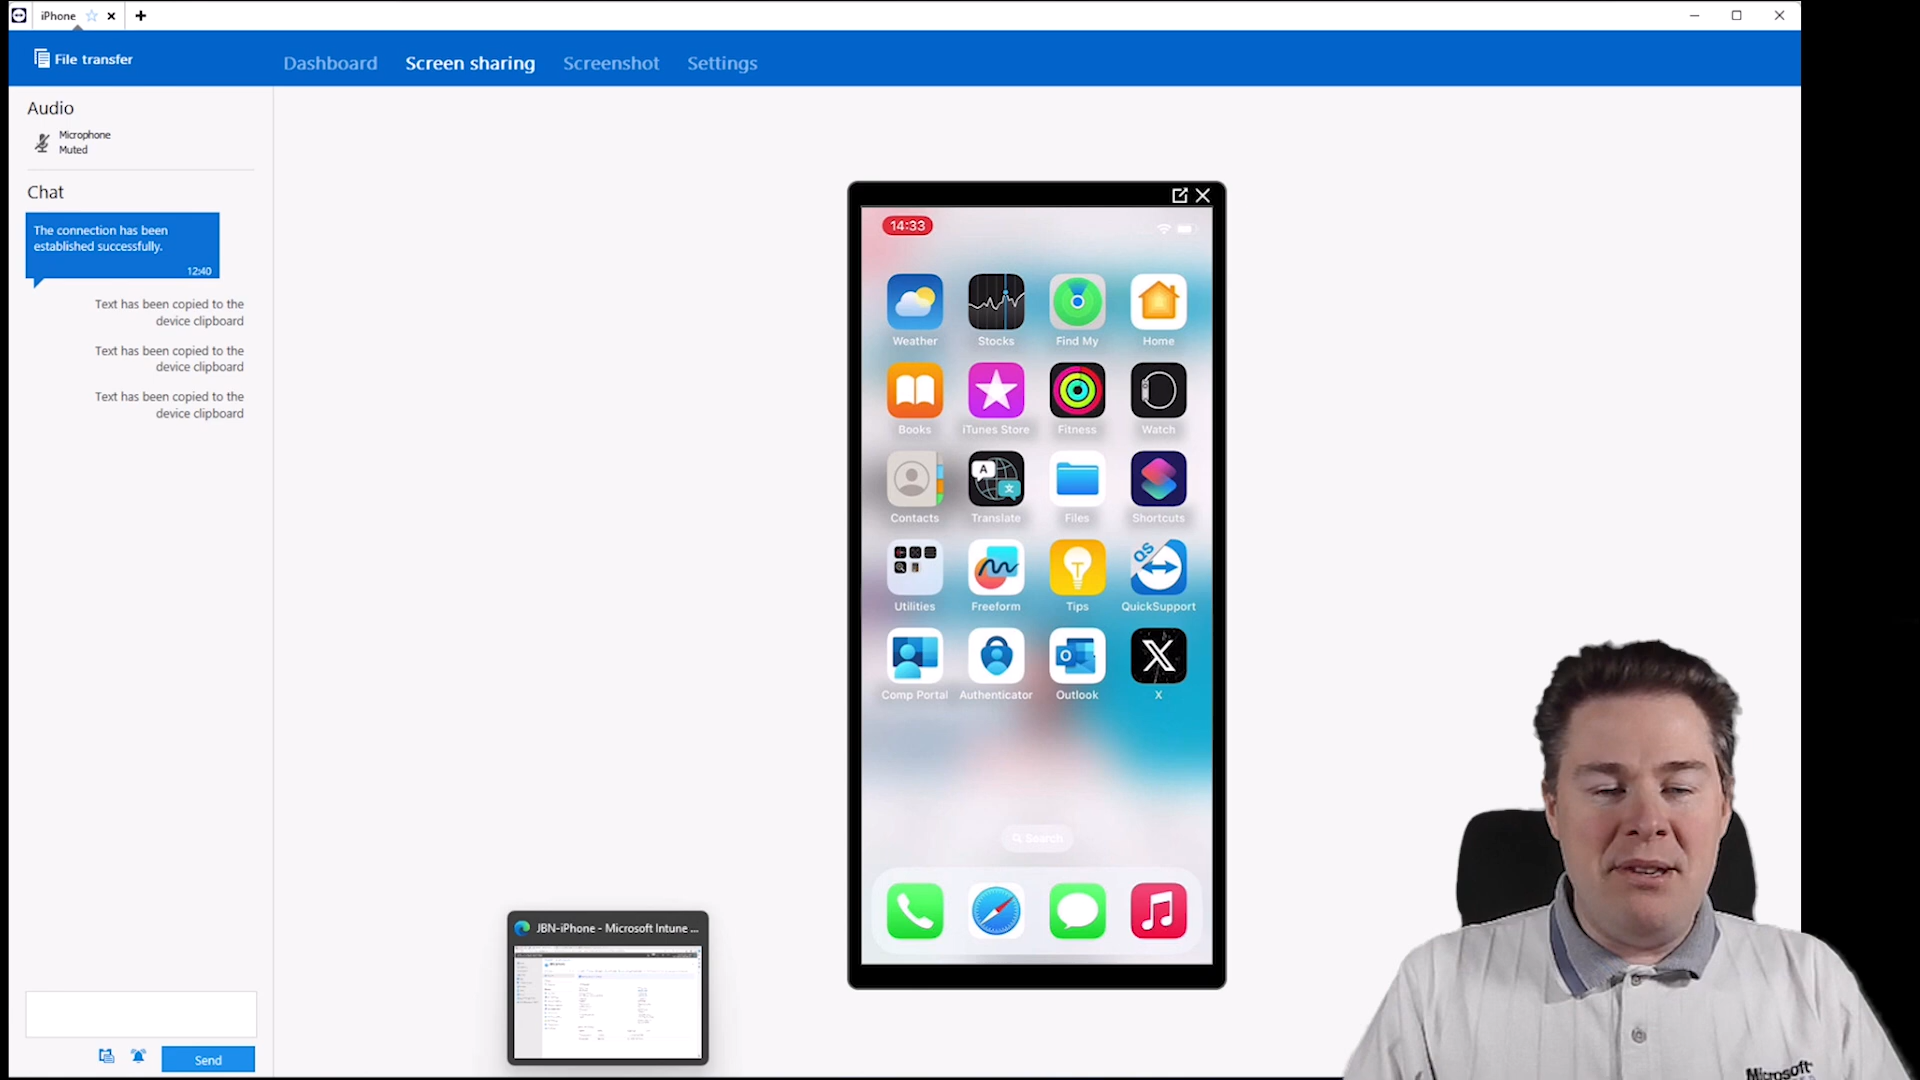 iPhone
File transfer
Dashboard
Screen sharing
Screenshot
Settings
Audio
Microphone
Muted
Chat
The connection has been
established successfully.
12:40
Text has been copied to the
device clipboard
Text has been copied to the
device clipboard
Text has been copied to the
device clipboard
Send
14:33
Weather
Stocks
Find My
Home
Books
iTunes Store
Fitness
Watch
Contacts
A
文
Translate
Files
Shortcuts
Utilities
Freeform
T
Tips
QS
QuickSupport
Comp Portal
Authenticator
O
Outlook
X
X
Search
JBN-iPhone - Microsoft Intune ...
Microsoft